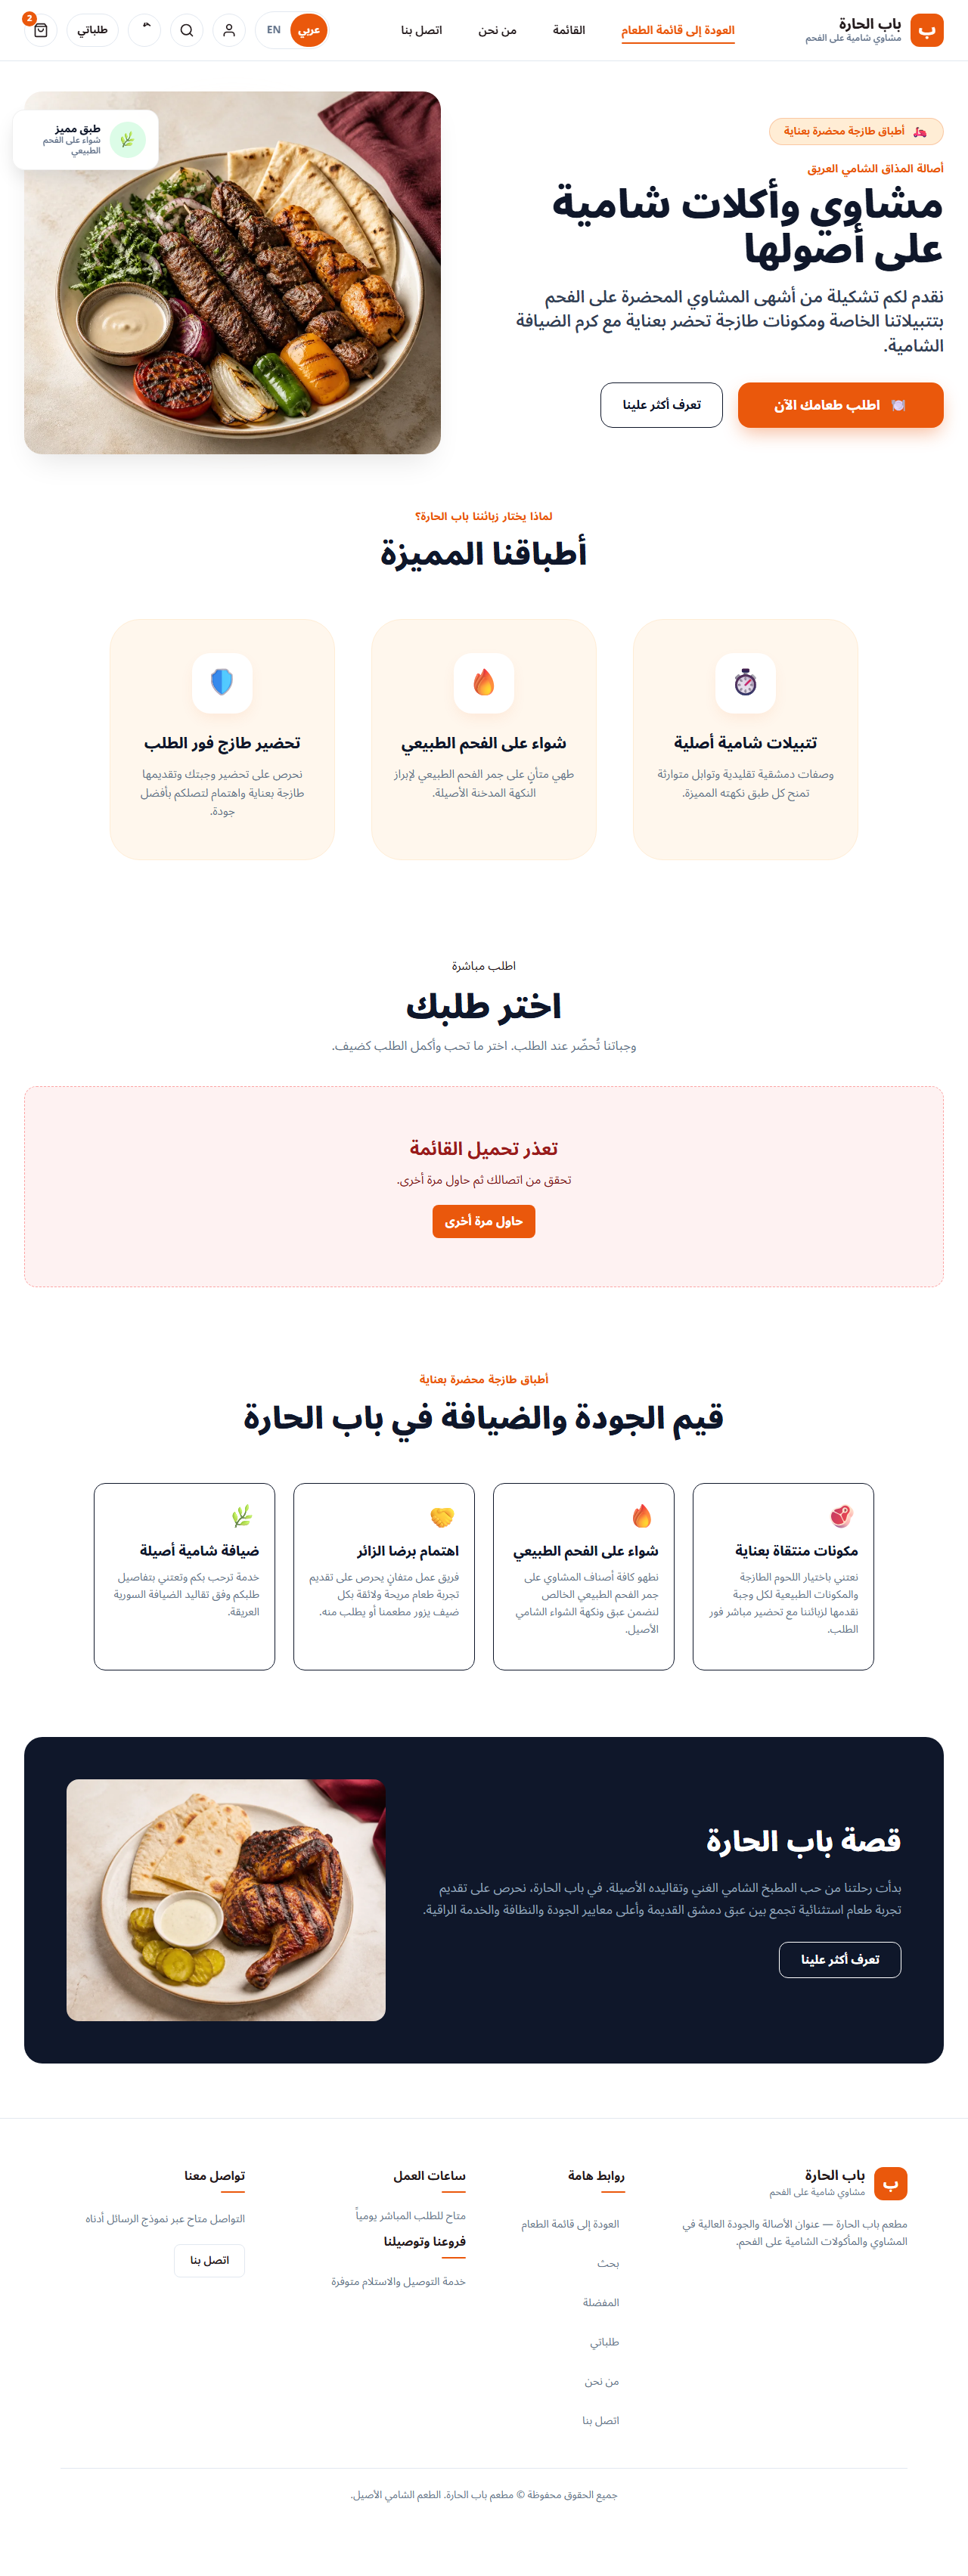 ب
باب الحارة
مشاوي شامية على الفحم
العودة إلى قائمة الطعام
القائمة
من نحن
اتصل بنا
عربي
EN
طلباتي
2
أطباق طازجة محضرة بعناية
أصالة المذاق الشامي العريق
مشاوي وأكلات شامية
على أصولها
نقدم لكم تشكيلة من أشهى المشاوي المحضرة على الفحم
بتتبيلاتنا الخاصة ومكونات طازجة تحضر بعناية مع كرم الضيافة
الشامية.
اطلب طعامك الآن
تعرف أكثر علينا
طبق مميز
شواء على الفحم
الطبيعي
لماذا يختار زبائننا باب الحارة؟
أطباقنا المميزة
تتبيلات شامية أصلية
وصفات دمشقية تقليدية وتوابل متوارثة
تمنح كل طبق نكهته المميزة.
شواء على الفحم الطبيعي
طهي متأنٍ على جمر الفحم الطبيعي لإبراز
النكهة المدخنة الأصيلة.
تحضير طازج فور الطلب
نحرص على تحضير وجبتك وتقديمها
طازجة بعناية واهتمام لتصلكم بأفضل
جودة.
اطلب مباشرة
اختر طلبك
وجباتنا تُحضّر عند الطلب. اختر ما تحب وأكمل الطلب كضيف.
تعذر تحميل القائمة
تحقق من اتصالك ثم حاول مرة أخرى.
حاول مرة أخرى
أطباق طازجة محضرة بعناية
قيم الجودة والضيافة في باب الحارة
مكونات منتقاة بعناية
نعتني باختيار اللحوم الطازجة
والمكونات الطبيعية لكل وجبة
نقدمها لزبائننا مع تحضير مباشر فور
الطلب.
شواء على الفحم الطبيعي
نطهو كافة أصناف المشاوي على
جمر الفحم الطبيعي الخالص
لنضمن عبق ونكهة الشواء الشامي
الأصيل.
اهتمام برضا الزائر
فريق عمل متفانٍ يحرص على تقديم
تجربة طعام مريحة ولائقة بكل
ضيف يزور مطعمنا أو يطلب منه.
ضيافة شامية أصيلة
خدمة ترحب بكم وتعتني بتفاصيل
طلبكم وفق تقاليد الضيافة السورية
العريقة.
قصة باب الحارة
بدأت رحلتنا من حب المطبخ الشامي الغني وتقاليده الأصيلة. في باب الحارة، نحرص على تقديم
تجربة طعام استثنائية تجمع بين عبق دمشق القديمة وأعلى معايير الجودة والنظافة والخدمة الراقية.
تعرف أكثر علينا
ب
باب الحارة
مشاوي شامية على الفحم
مطعم باب الحارة — عنوان الأصالة والجودة العالية في
المشاوي والمأكولات الشامية على الفحم.
روابط هامة
العودة إلى قائمة الطعام
بحث
المفضلة
طلباتي
من نحن
اتصل بنا
ساعات العمل
متاح للطلب المباشر يومياً
فروعنا وتوصيلنا
خدمة التوصيل والاستلام متوفرة
تواصل معنا
التواصل متاح عبر نموذج الرسائل أدناه
اتصل بنا
جميع الحقوق محفوظة © مطعم باب الحارة. الطعم الشامي الأصيل.